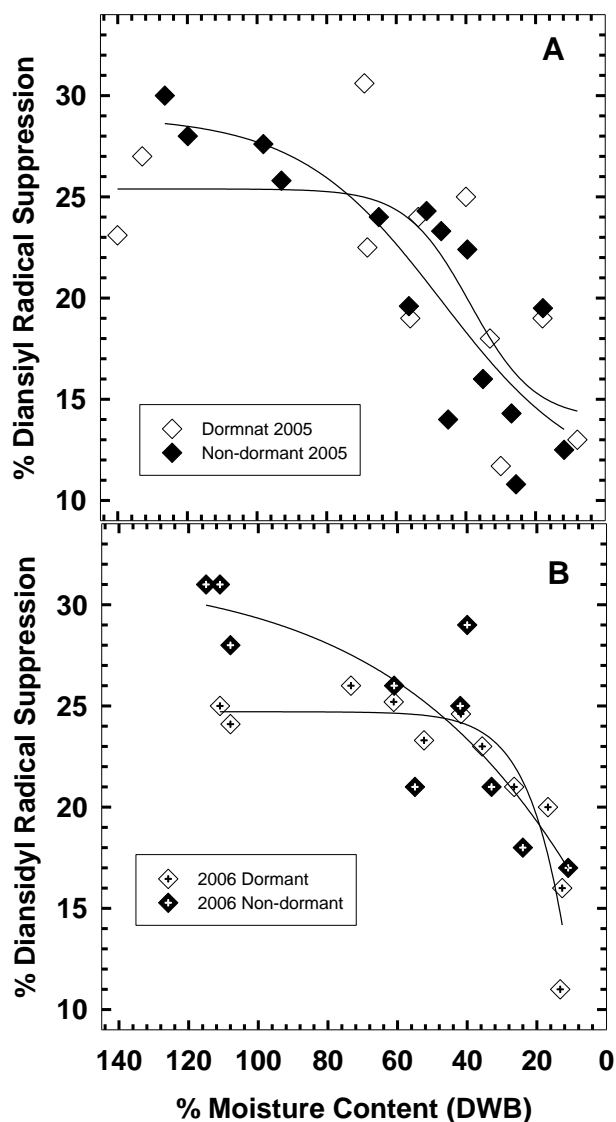 A
% Diansiyl Radical Suppression
30
25
20
15
10
Dormnat 2005
Non-dormant 2005
B
% Diansidyl Radical Suppression
30
25
20
15
10
2006 Dormant
2006 Non-dormant
140 120 100 80 60 40 20 0
% Moisture Content (DWB)